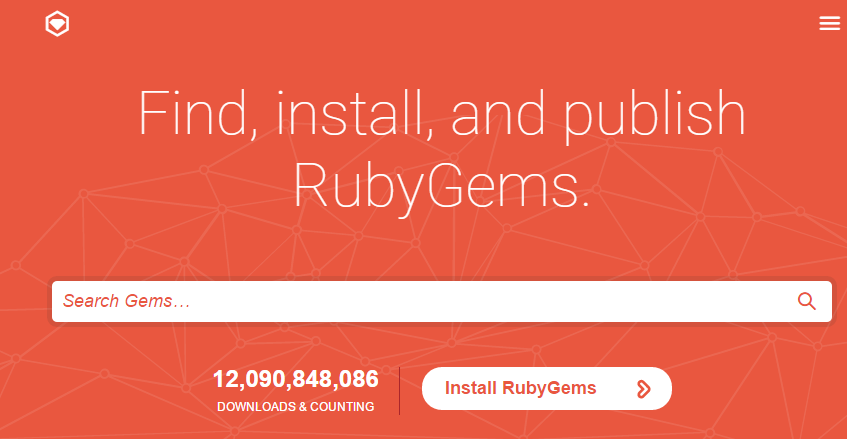 Find, install, and publish
RubyGems.
Search Gems…
12,090,848,086
DOWNLOADS & COUNTING
Install RubyGems